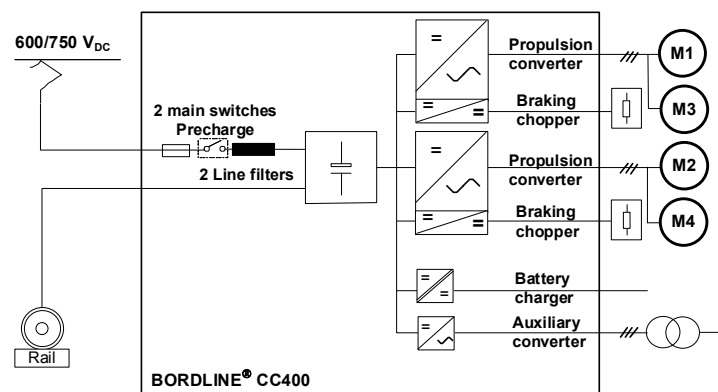 600/750 VDC
2 main switches
Precharge
2 Line filters
Propulsion
converter
M1
Braking
chopper
M3
Propulsion
converter
M2
Braking
chopper
M4
Battery
charger
Auxiliary
converter
Rail
BORDLINE® CC400